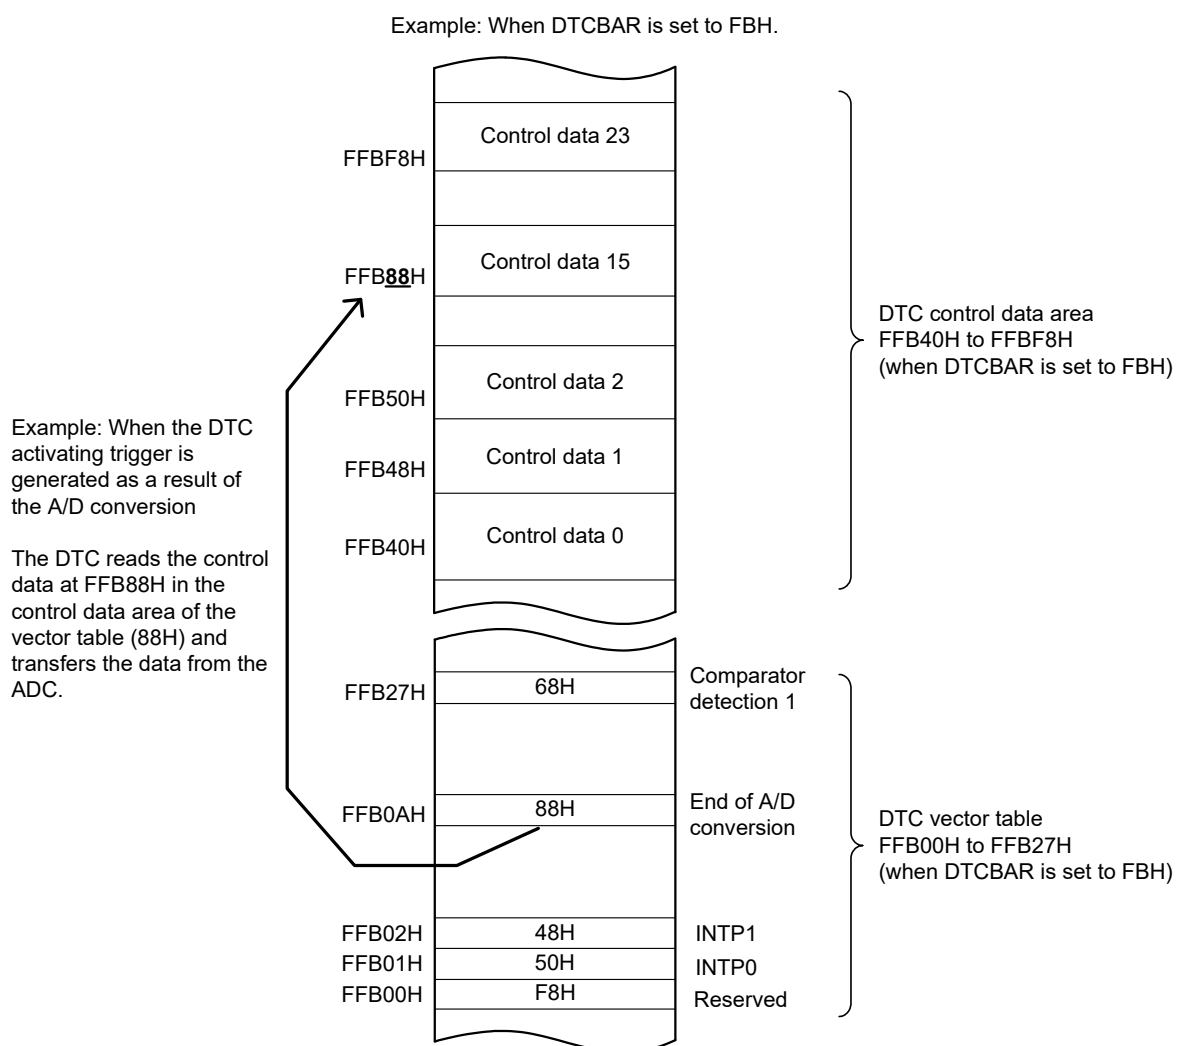 Example: When DTCBAR is set to FBH.
Control data 23
FFBF8H
Control data 15
FFB88H
DTC control data area
FFB40H to FFBF8H
(when DTCBAR is set to FBH)
Control data 2
FFB50H
Example: When the DTC
activating trigger is
generated as a result of
the A/D conversion
Control data 1
FFB48H
Control data 0
FFB40H
The DTC reads the control
data at FFB88H in the
control data area of the
vector table (88H) and
transfers the data from the
ADC.
FFB27H
68H
Comparator
detection 1
FFB0AH
88H
End of A/D
conversion
DTC vector table
FFB00H to FFB27H
(when DTCBAR is set to FBH)
FFB02H
48H
INTP1
FFB01H
50H
INTP0
FFB00H
F8H
Reserved